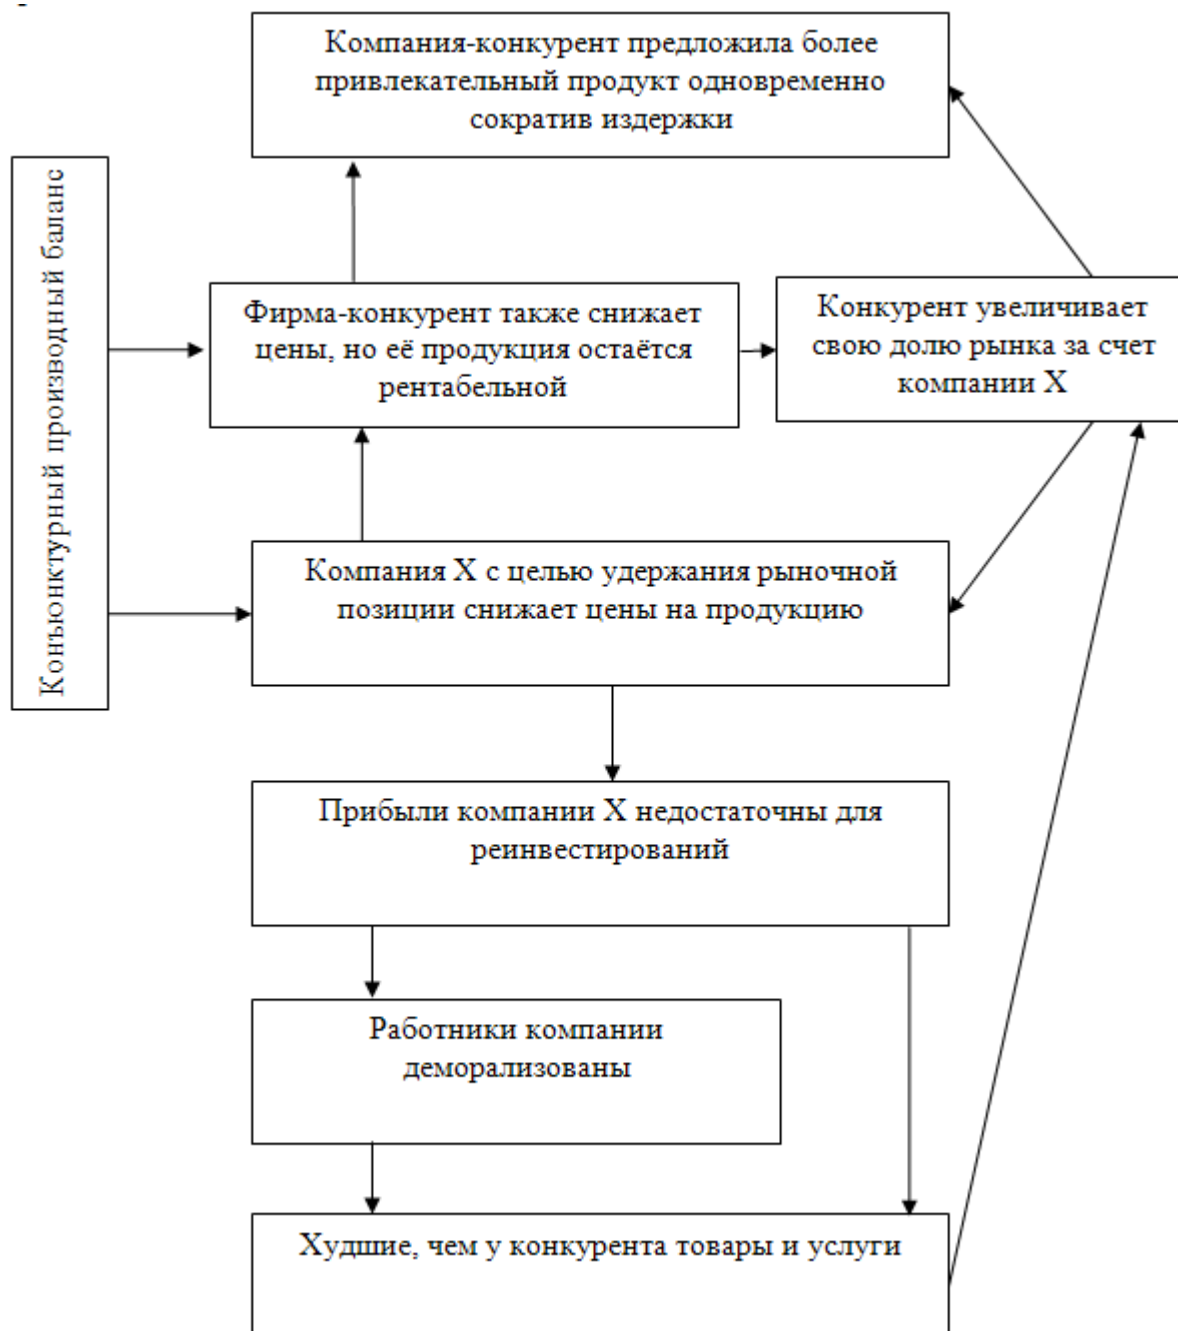 Компания-конкурент предложила более
привлекательный продукт одновременно
сократив издержки
Конъюнктурный производный баланс
Фирма-конкурент также снижает
цены, но её продукция остаётся
рентабельной
Конкурент увеличивает
свою долю рынка за счет
компании X
Компания X с целью удержания рыночной
позиции снижает цены на продукцию
Прибыли компании X недостаточны для
реинвестирований
Работники компании
деморализованы
Худшие, чем у конкурента товары и услуги